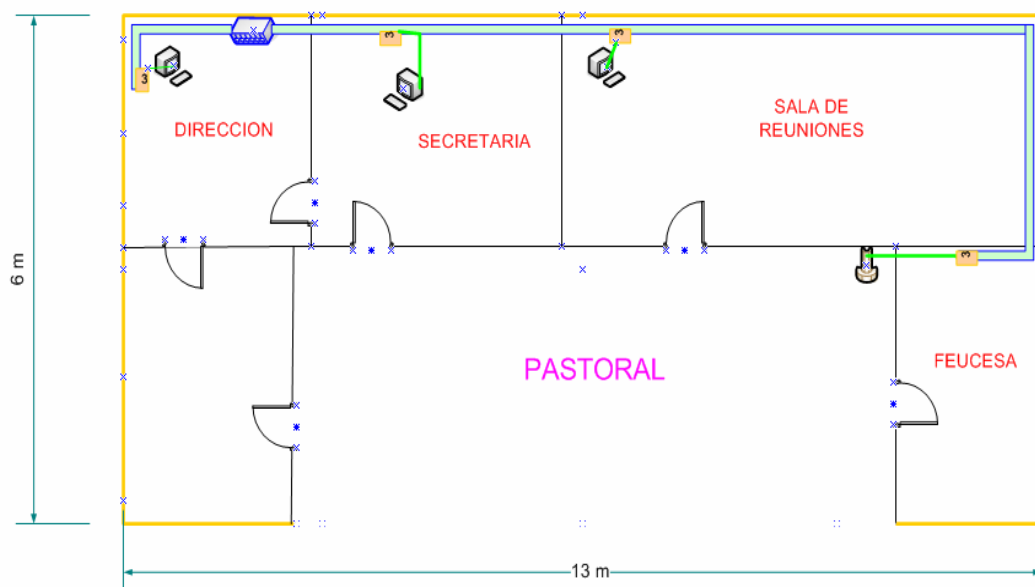 3
3
3
DIRECCION
SECRETARIA
SALA DE
REUNIONES
6 m
3
PASTORAL
FEUCESA
13 m